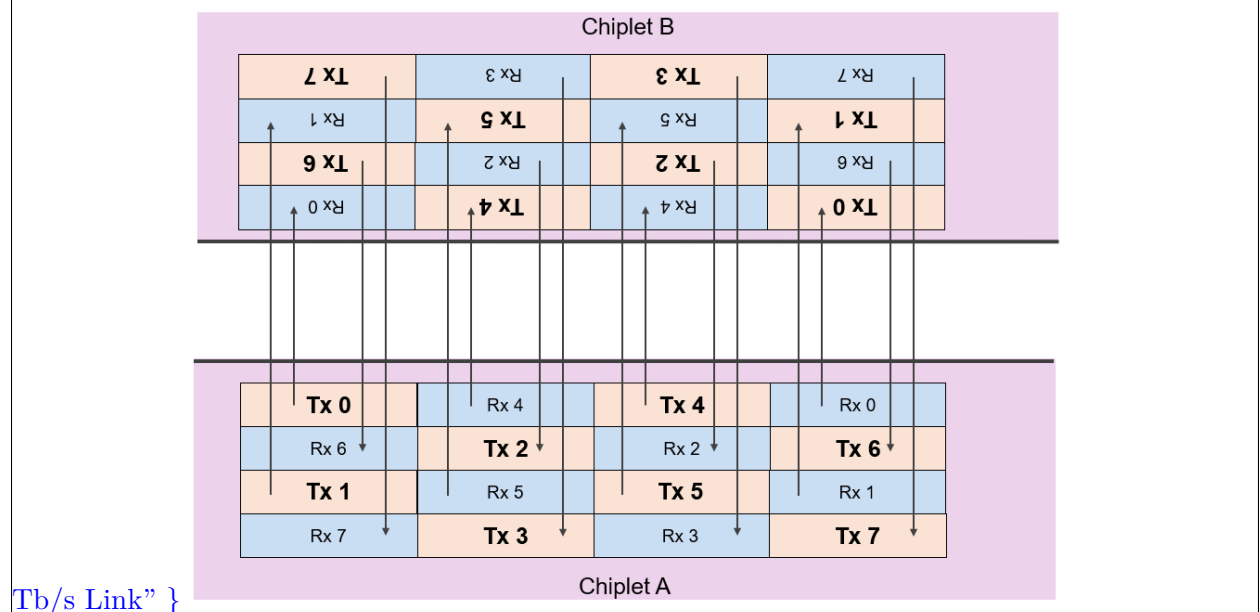 Chiplet B
Tx 7 Rx 3 Tx 3 Rx 7
Rx 1 Tx 5 Rx 5 Tx 1
Tx 6 Rx 2 Tx 2 Rx 6
Rx 0 Tx 4 Rx 4 Tx 0
Tx 0 Rx 4 Tx 4 Rx 0
Rx 6 Tx 2 Rx 2 Tx 6
Tx 1 Rx 5 Tx 5 Rx 1
Rx 7 Tx 3 Rx 3 Tx 7
Chiplet A
Tb/s Link” }